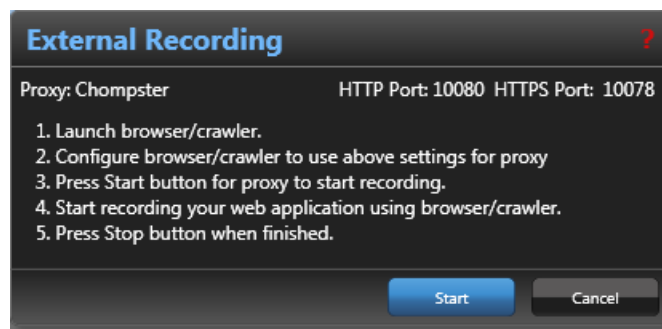 External Recording ?
Proxy: Chompster HTTP Port: 10080 HTTPS Port: 10078
1. Launch browser/crawler.
2. Configure browser/crawler to use above settings for proxy
3. Press Start button for proxy to start recording.
4. Start recording your web application using browser/crawler.
5. Press Stop button when finished.
Start Cancel